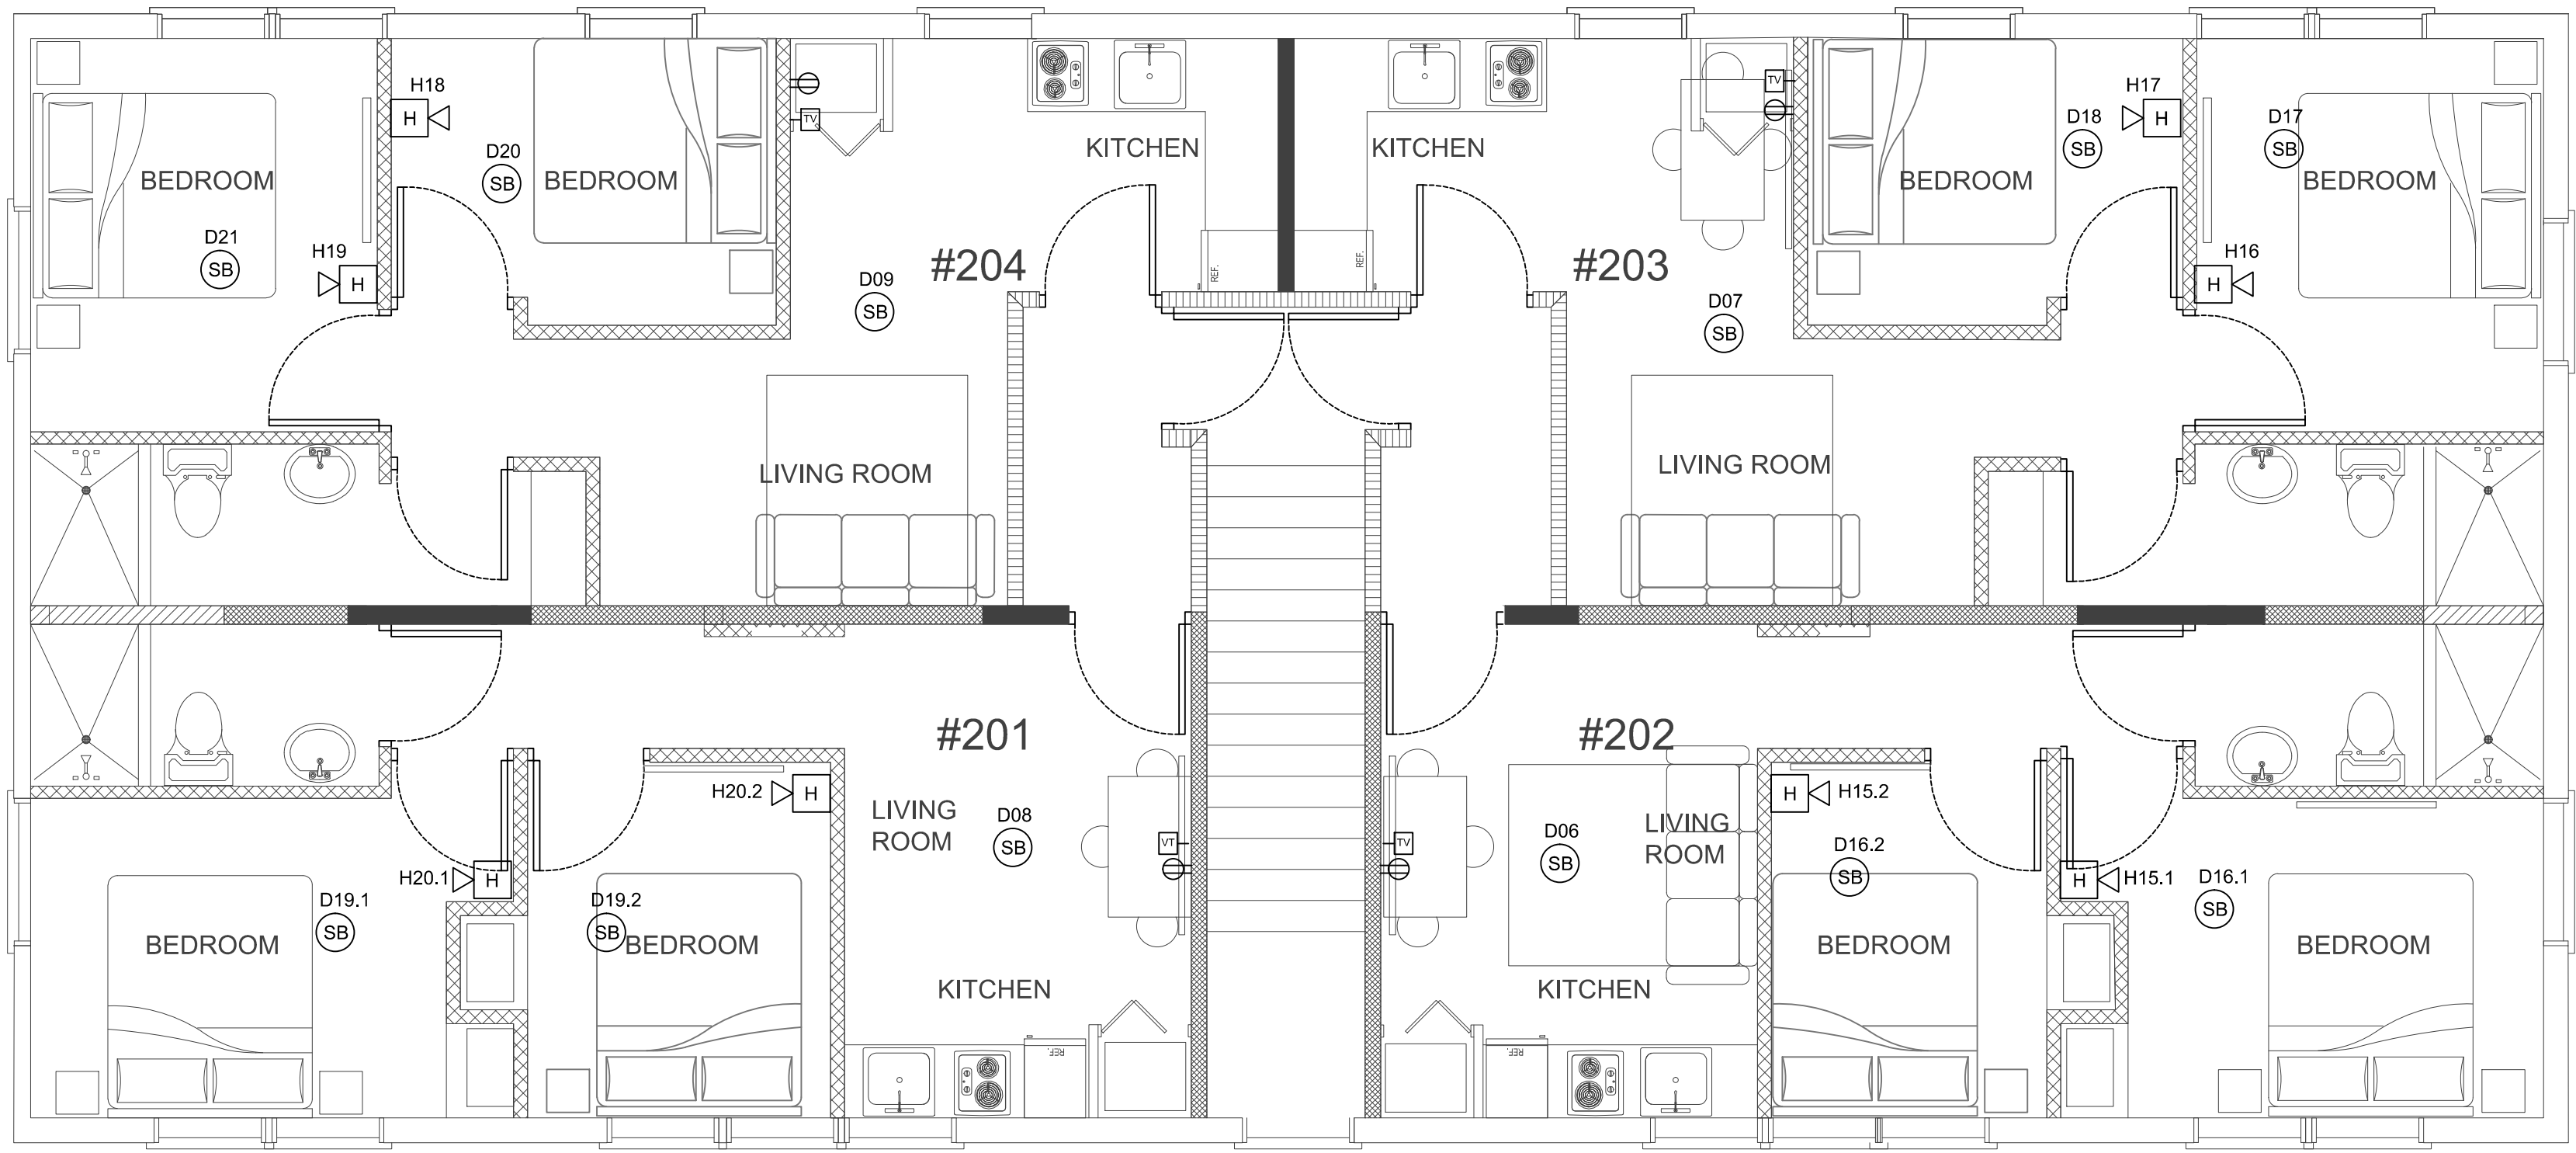 H18
H
D20
SB
BEDROOM
BEDROOM
D21
SB
H19
H
TV
KITCHEN
KITCHEN
TV
D18
SB
H17
H
D17
SB
BEDROOM
BEDROOM
H16
H
#204
#203
REF.
REF.
D09
SB
D07
SB
LIVING ROOM
LIVING ROOM
#201
#202
H20.2
H
LIVING
ROOM
D08
SB
VT
TV
D06
SB
LIVING
ROOM
H
H15.2
D16.2
SB
H20.1
H
H
H15.1
D16.1
SB
D19.1
SB
D19.2
SB
BEDROOM
BEDROOM
BEDROOM
BEDROOM
KITCHEN
KITCHEN
REF.
REF.